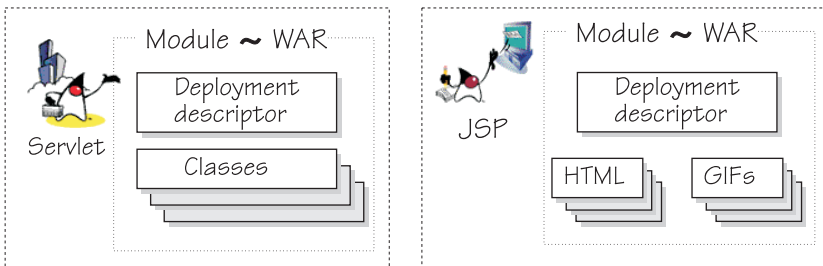 Module ~ WAR
Deployment
descriptor
Servlet
Classes
Module ~ WAR
Deployment
descriptor
JSP
HTML
GIFs